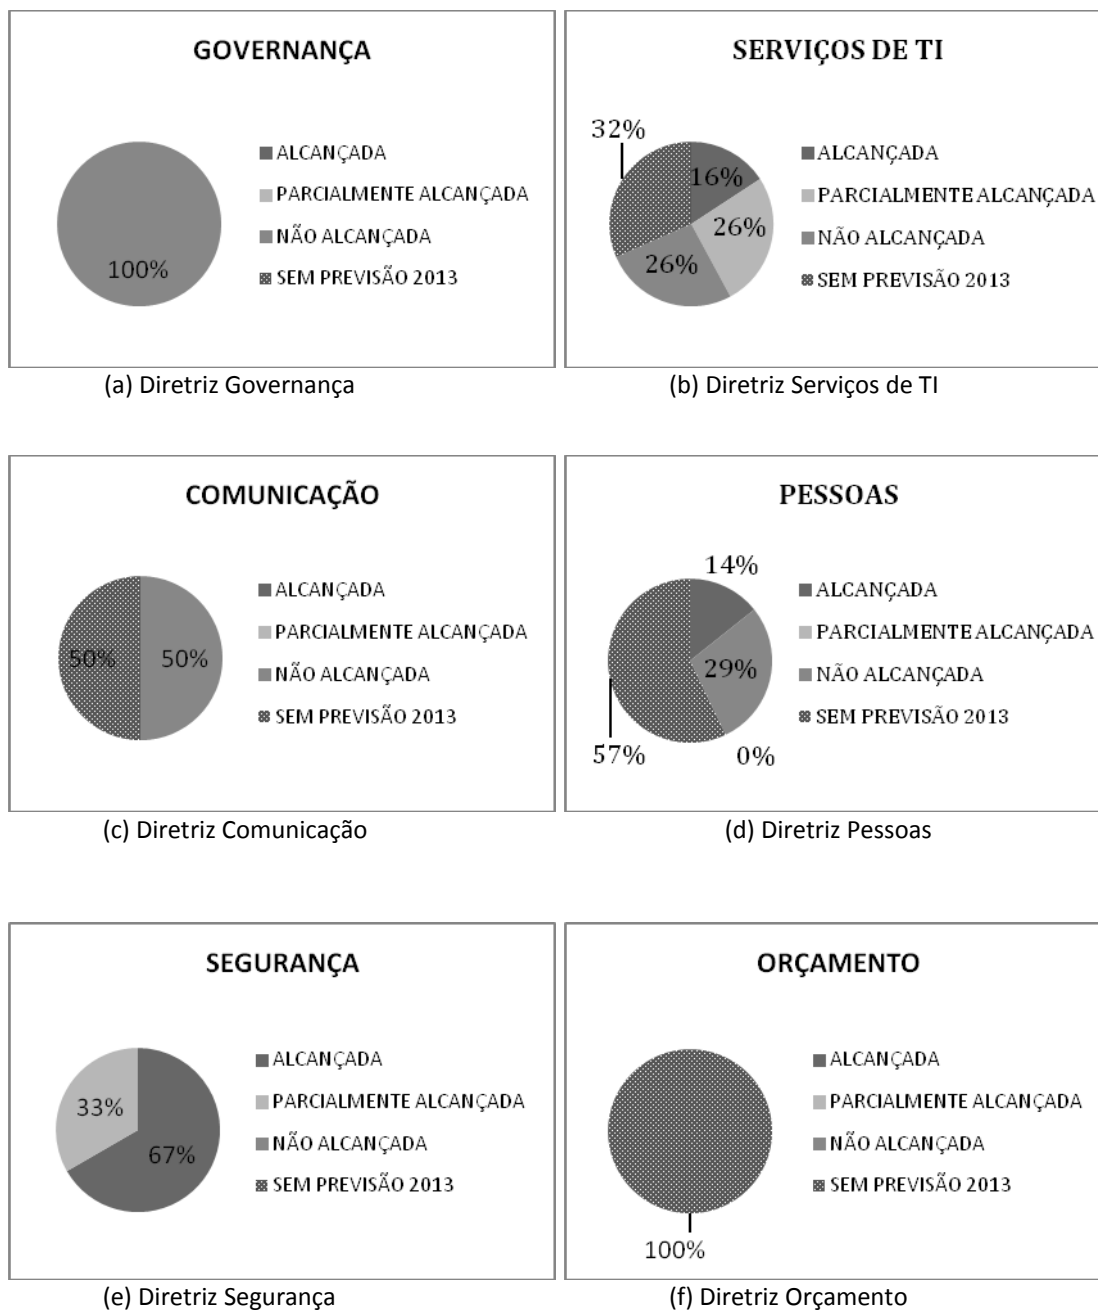 GOVERNANÇA
ALCANÇADA
PARCIALMENTE ALCANÇADA
NÃO ALCANÇADA
SEM PREVISÃO 2013
100%
(a) Diretriz Governança
SERVIÇOS DE TI
32%
16%
26%
26%
ALCANÇADA
PARCIALMENTE ALCANÇADA
NÃO ALCANÇADA
SEM PREVISÃO 2013
(b) Diretriz Serviços de TI
COMUNICAÇÃO
50%
50%
ALCANÇADA
PARCIALMENTE ALCANÇADA
NÃO ALCANÇADA
SEM PREVISÃO 2013
(c) Diretriz Comunicação
PESSOAS
14%
29%
57%
0%
ALCANÇADA
PARCIALMENTE ALCANÇADA
NÃO ALCANÇADA
SEM PREVISÃO 2013
(d) Diretriz Pessoas
SEGURANÇA
33%
67%
ALCANÇADA
PARCIALMENTE ALCANÇADA
NÃO ALCANÇADA
SEM PREVISÃO 2013
(e) Diretriz Segurança
ORÇAMENTO
ALCANÇADA
PARCIALMENTE ALCANÇADA
NÃO ALCANÇADA
SEM PREVISÃO 2013
100%
(f) Diretriz Orçamento